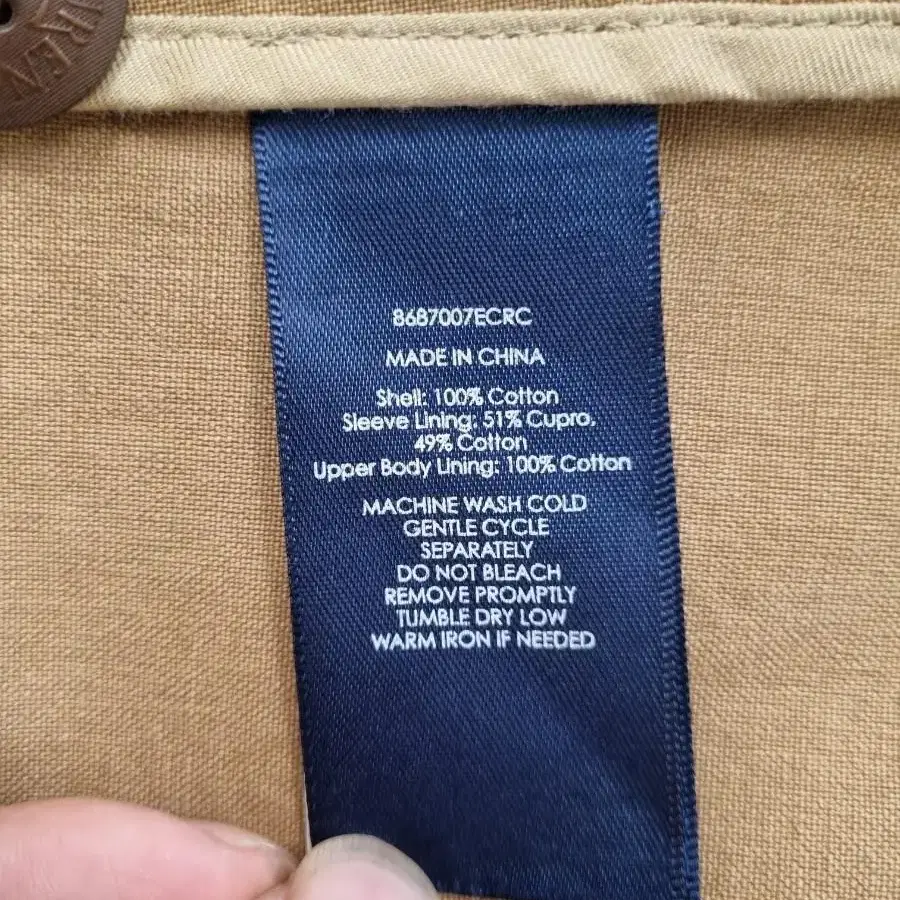 8687007ECRC
MADE IN CHINA
Shell: 100% Cotton
Sleeve Lining: 51% Cupro,
49% Cotton
Upper Body Lining: 100% Cotton
MACHINE WASH COLD
GENTLE CYCLE
SEPARATELY
DO NOT BLEACH
REMOVE PROMPTLY
TUMBLE DRY LOW
WARM IRON IF NEEDED